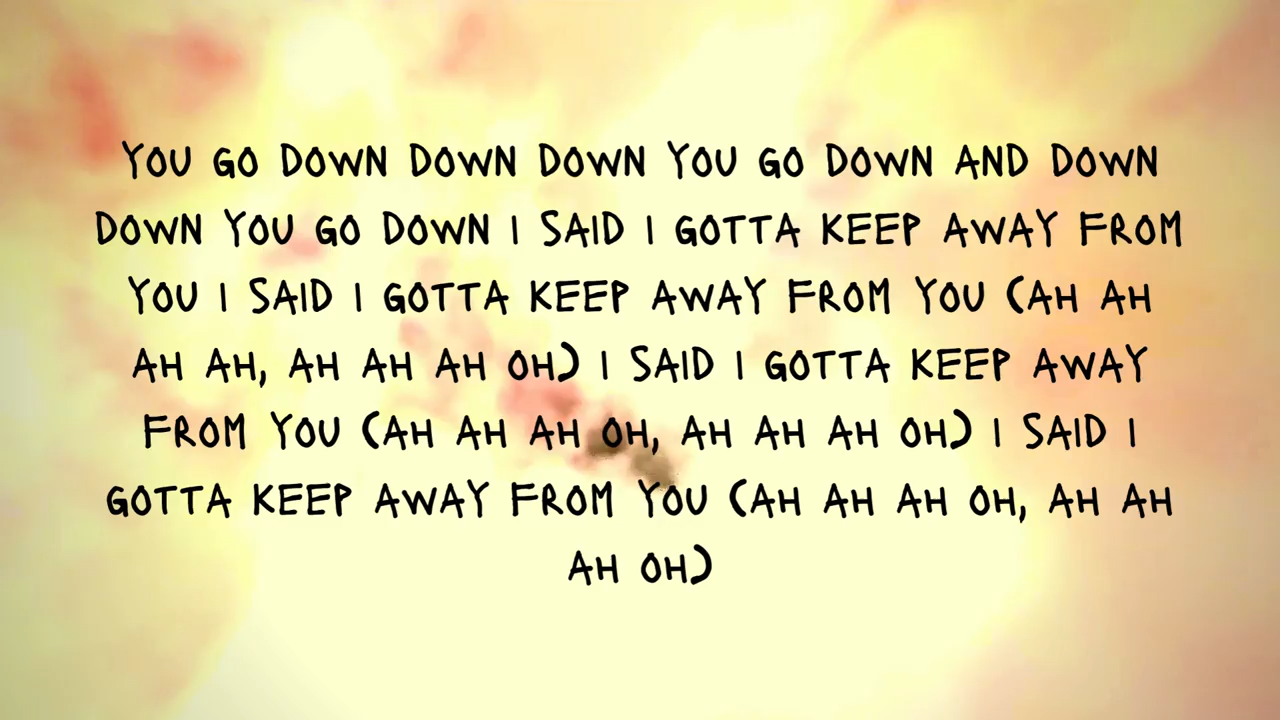 YOU GO DOWN DOWN DOWN YOU GO DOWN AND DOWN
DOWN YOU GO DOWN I SAID I GOTTA KEEP AWAY FROM
YOU I SAID I GOTTA KEEP AWAY FROM YOU (AH AH
AH AH, AH AH AH OH) I SAID I GOTTA KEEP AWAY
FROM YOU (AH AH AH OH, AH AH AH OH) I SAID I
GOTTA KEEP AWAY FROM YOU (AH AH AH OH, AH AH
AH OH)